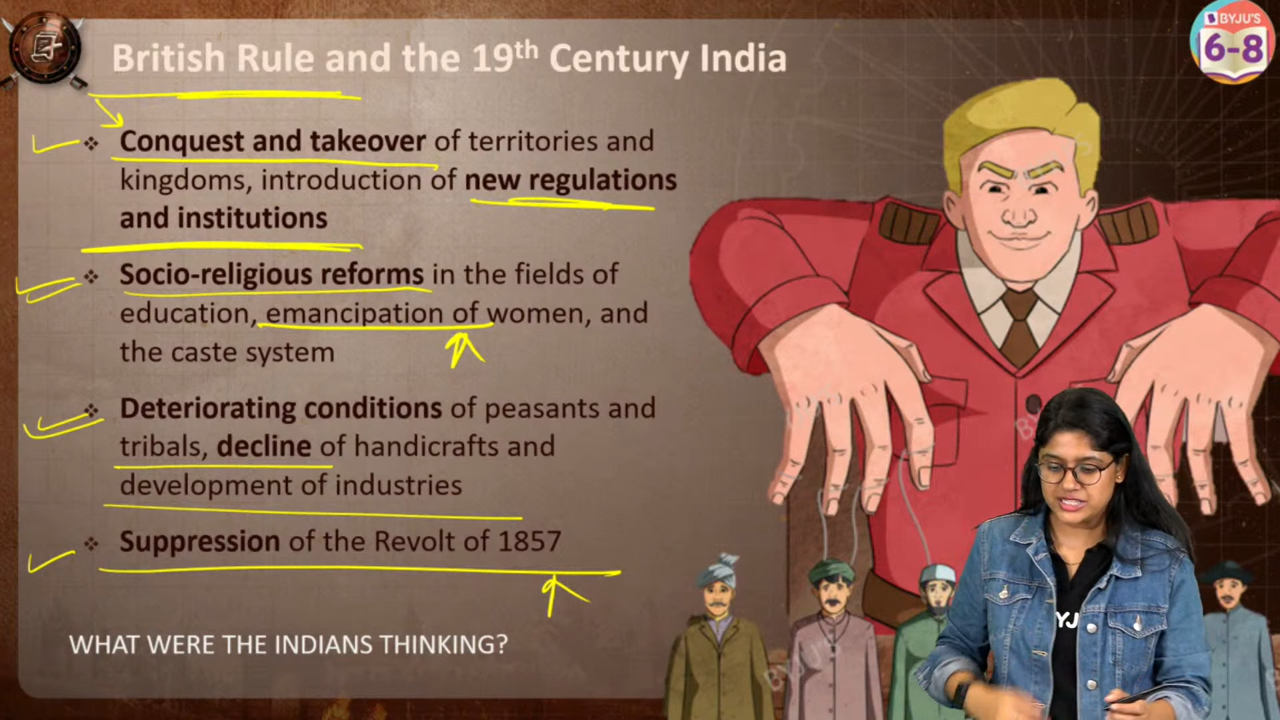 British Rule and the 19th Century India
BYJU'S
6-8
❖ Conquest and takeover of territories and
kingdoms, introduction of new regulations
and institutions
❖ Socio-religious reforms in the fields of
education, emancipation of women, and
the caste system
❖ Deteriorating conditions of peasants and
tribals, decline of handicrafts and
development of industries
❖ Suppression of the Revolt of 1857
WHAT WERE THE INDIANS THINKING?
BYJU'S
YJ